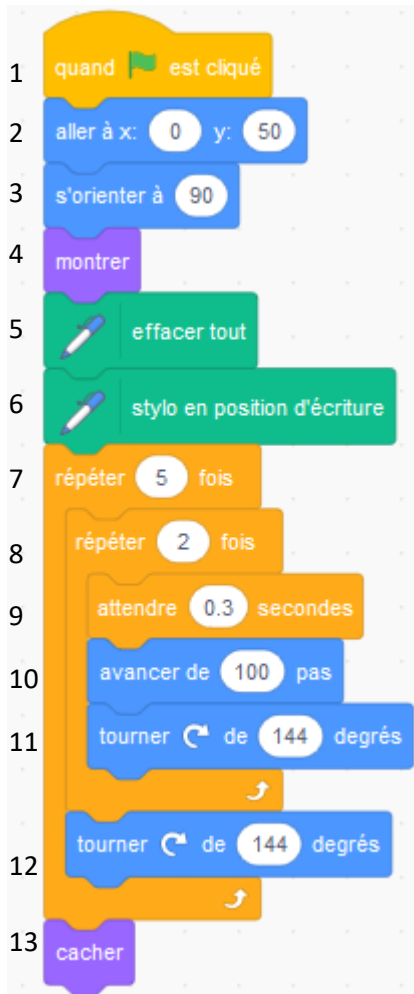 1 quand est cliqué
2 aller à x: 0 y: 50
3 s'orienter à 90
4 montrer
5 effacer tout
6 stylo en position d'écriture
7 répéter 5 fois
8 répéter 2 fois
9 attendre 0.3 secondes
10 avancer de 100 pas
11 tourner de 144 degrés
12 tourner de 144 degrés
13 cacher